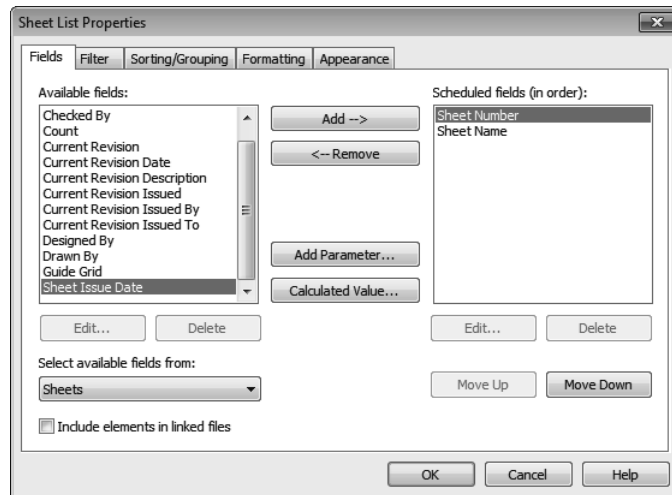 Sheet List Properties
Fields Filter Sorting/Grouping Formatting Appearance
Available fields:
Checked By
Count
Current Revision
Current Revision Date
Current Revision Description
Current Revision Issued
Current Revision Issued By
Current Revision Issued To
Designed By
Drawn By
Guide Grid
Sheet Issue Date
Edit... Delete
Select available fields from:
Sheets
Include elements in linked files
Add -->
<-- Remove
Add Parameter...
Calculated Value...
Scheduled fields (in order):
Sheet Number
Sheet Name
Edit... Delete
Move Up Move Down
OK Cancel Help